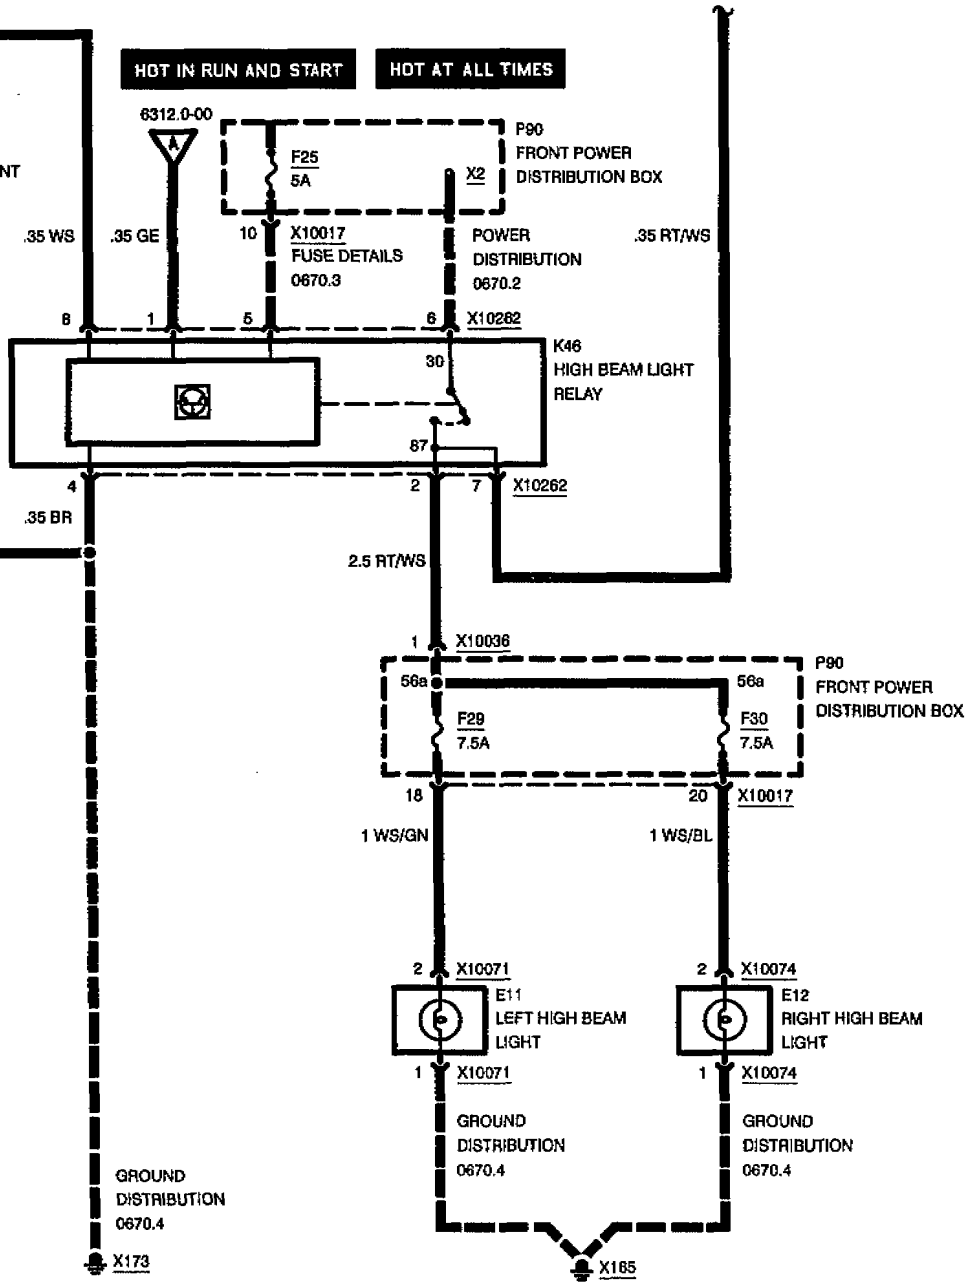 HOT IN RUN AND START
HOT AT ALL TIMES
6312.0-00
A
P90
FRONT POWER
DISTRIBUTION BOX
F25
5A
X2
NT
.35 WS
.35 GE
10
X10017
FUSE DETAILS
0670.3
POWER
DISTRIBUTION
0670.2
.35 RT/WS
8
1
5
6
X10262
30
K46
HIGH BEAM LIGHT
RELAY
87
4
2
7
X10262
.35 BR
2.5 RT/WS
1
X10036
56a
56a
P90
FRONT POWER
DISTRIBUTION BOX
F29
7.5A
F30
7.5A
18
20
X10017
1 WS/GN
1 WS/BL
2
X10071
2
X10074
E11
LEFT HIGH BEAM
LIGHT
E12
RIGHT HIGH BEAM
LIGHT
1
X10071
1
X10074
GROUND
DISTRIBUTION
0670.4
GROUND
DISTRIBUTION
0670.4
GROUND
DISTRIBUTION
0670.4
X173
X165